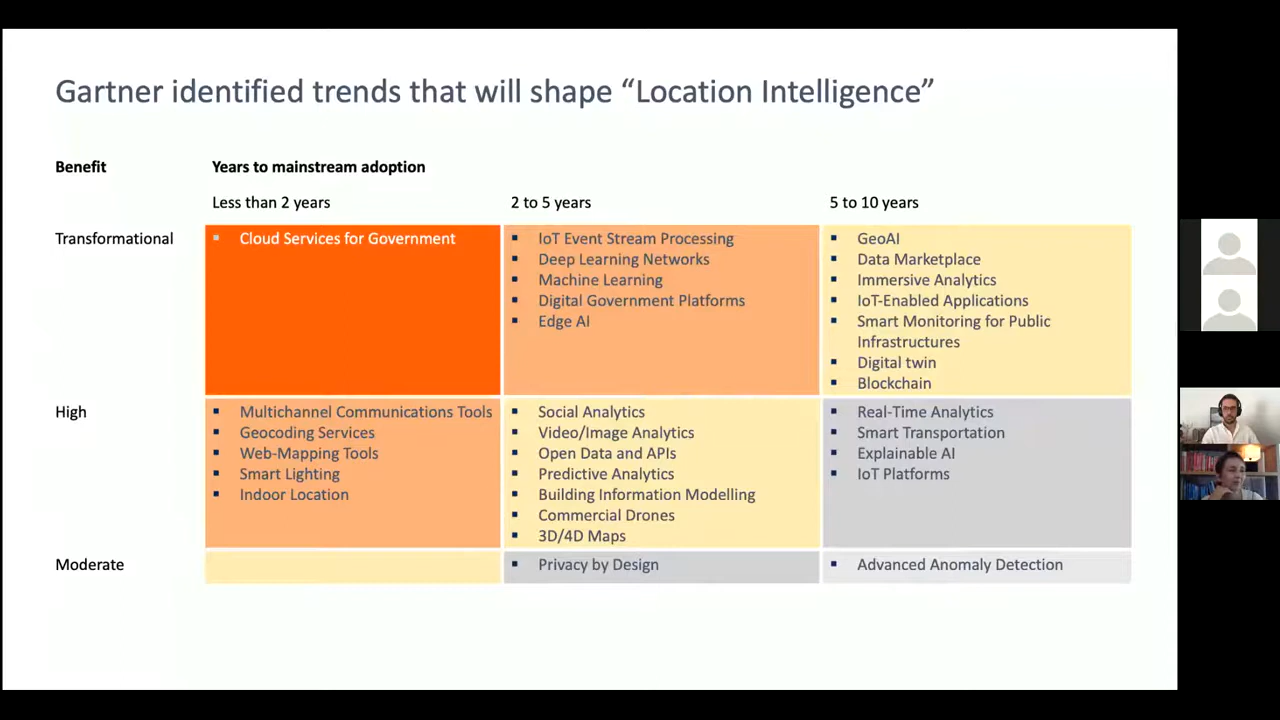 Gartner identified trends that will shape “Location Intelligence”
Benefit
Years to mainstream adoption
Less than 2 years
2 to 5 years
5 to 10 years
Transformational
Cloud Services for Government
IoT Event Stream Processing
Deep Learning Networks
Machine Learning
Digital Government Platforms
Edge AI
GeoAI
Data Marketplace
Immersive Analytics
IoT-Enabled Applications
Smart Monitoring for Public
Infrastructures
Digital twin
Blockchain
High
Multichannel Communications Tools
Geocoding Services
Web-Mapping Tools
Smart Lighting
Indoor Location
Social Analytics
Video/Image Analytics
Open Data and APIs
Predictive Analytics
Building Information Modelling
Commercial Drones
3D/4D Maps
Real-Time Analytics
Smart Transportation
Explainable AI
IoT Platforms
Moderate
Privacy by Design
Advanced Anomaly Detection